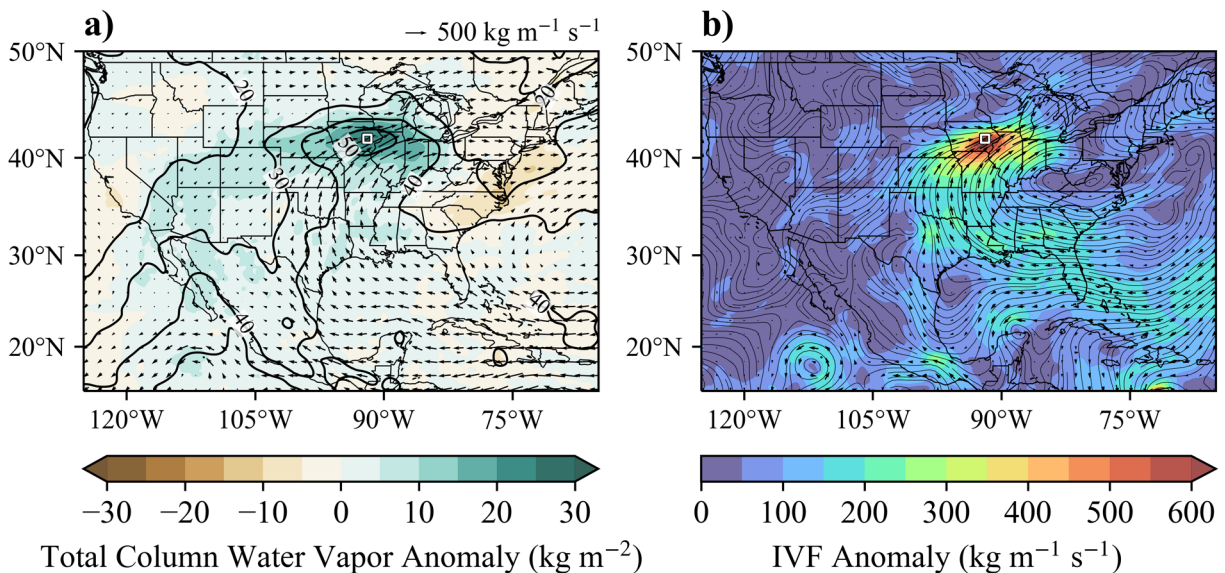 a)
→ 500 kg m⁻¹ s⁻¹
b)
50°N
40°N
30°N
20°N
20
20
50
30
40
40
40
120°W
105°W
90°W
75°W
50°N
40°N
30°N
20°N
120°W
105°W
90°W
75°W
−30
−20
−10
0
10
20
30
Total Column Water Vapor Anomaly (kg m⁻²)
0
100
200
300
400
500
600
IVF Anomaly (kg m⁻¹ s⁻¹)